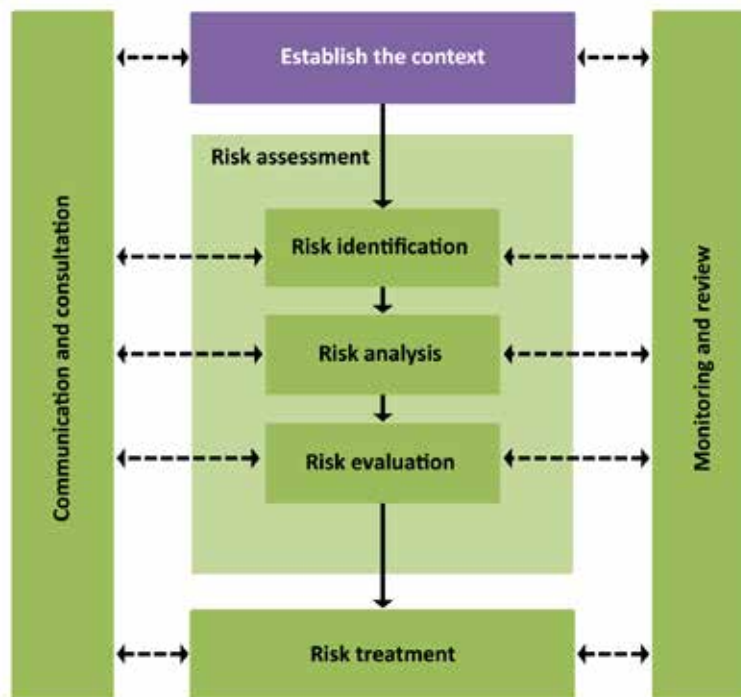 Establish the context
Risk assessment
Risk identification
Risk analysis
Risk evaluation
Risk treatment
Communication and consultation
Monitoring and review